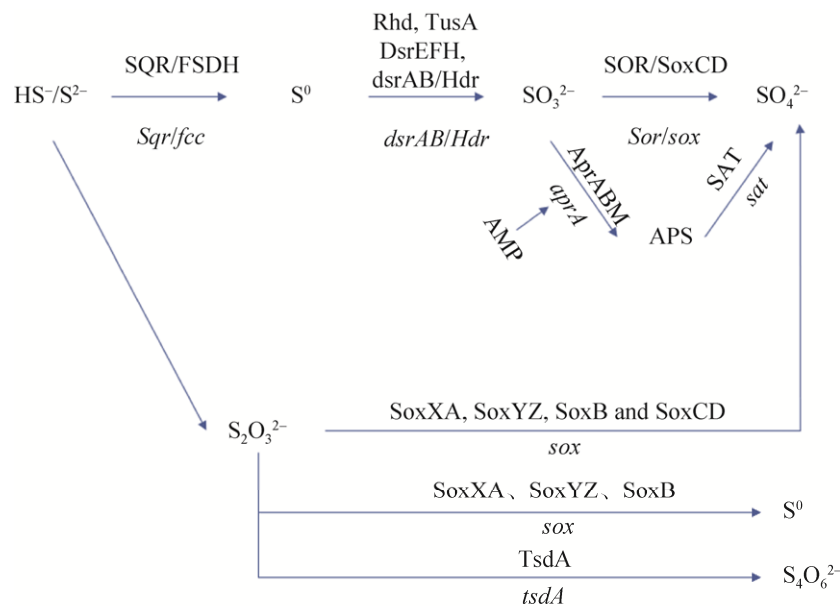 Rhd, TusA
DsrEFH,
dsrAB/Hdr
SQR/FSDH
SOR/SoxCD
HS⁻/S²⁻
S⁰
SO₃²⁻
SO₄²⁻
Sqr/fcc
dsrAB/Hdr
Sor/sox
AprABM
aprA
AMP
APS
SAT
sat
SoxXA, SoxYZ, SoxB and SoxCD
S₂O₃²⁻
sox
SoxXA、SoxYZ、SoxB
S⁰
sox
TsdA
S₄O₆²⁻
tsdA